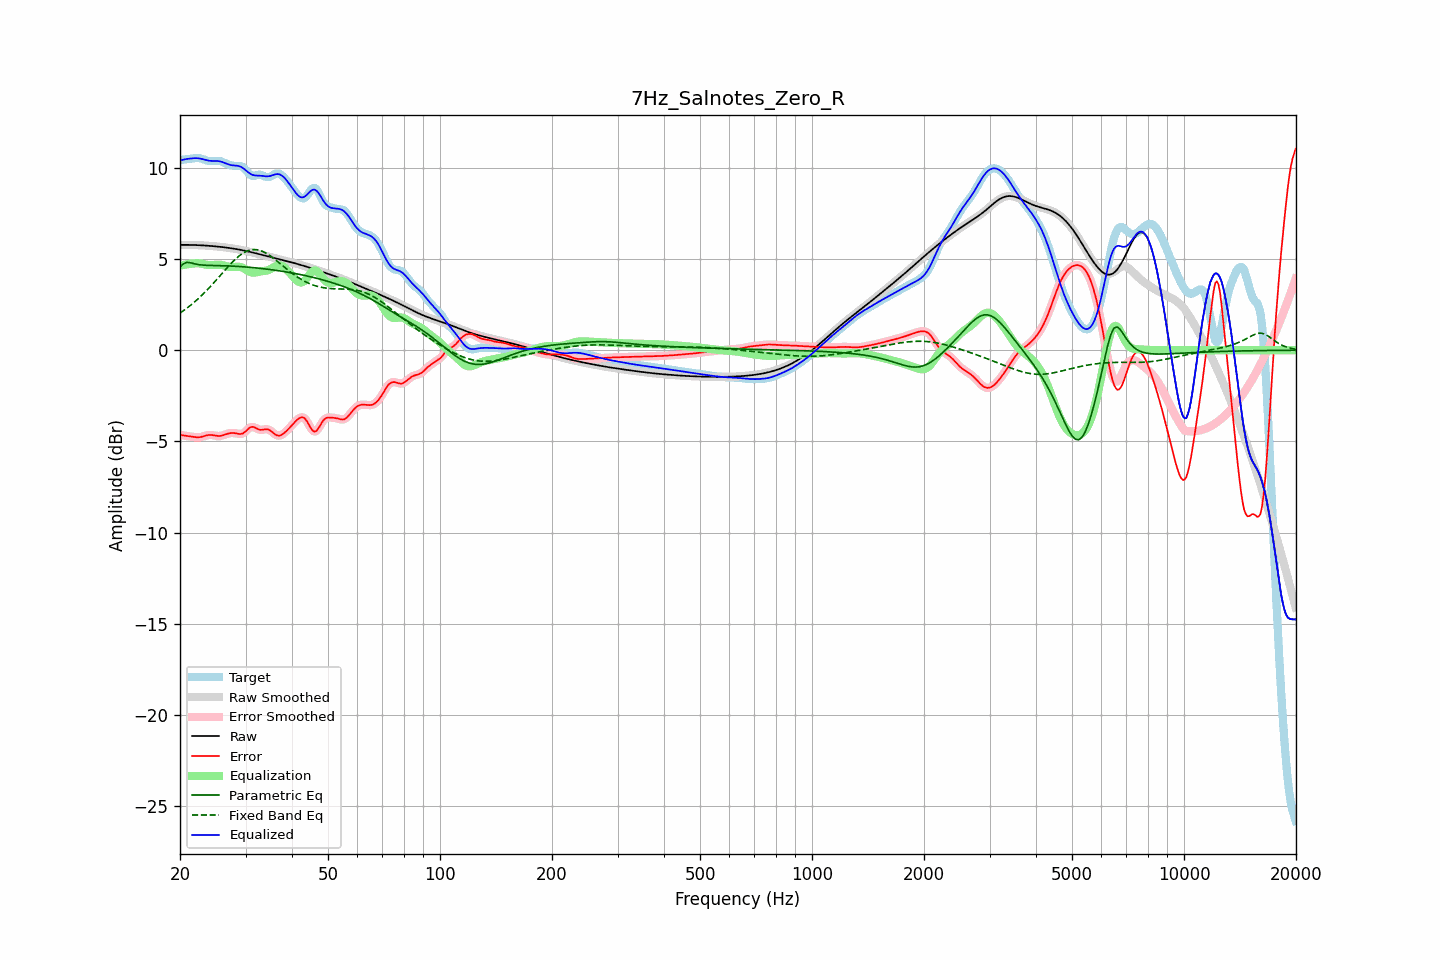 7Hz_Salnotes_Zero_R
10
5
0
−5
−10
−15
−20
−25
Amplitude (dBr)
Target
Raw Smoothed
Error Smoothed
Raw
Error
Equalization
Parametric Eq
Fixed Band Eq
Equalized
20 50 100 200 500 1000 2000 5000 10000 20000
Frequency (Hz)